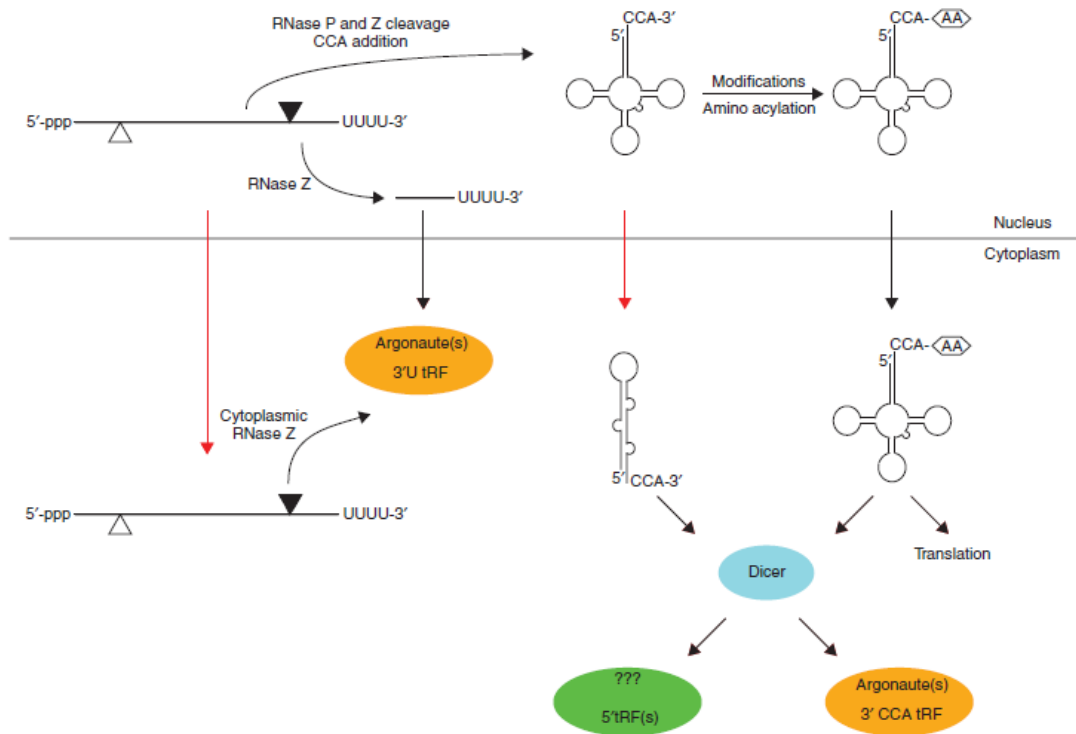 RNase P and Z cleavage
CCA addition
CCA-3′
5′
CCA-AA
5′
Modifications
Amino acylation
5′-ppp
UUUU-3′
RNase Z
UUUU-3′
Nucleus
Cytoplasm
Argonaute(s)
3′U tRF
Cytoplasmic
RNase Z
5′-ppp
UUUU-3′
5′
CCA-3′
CCA-AA
5′
Translation
Dicer
???
5′tRF(s)
Argonaute(s)
3′ CCA tRF